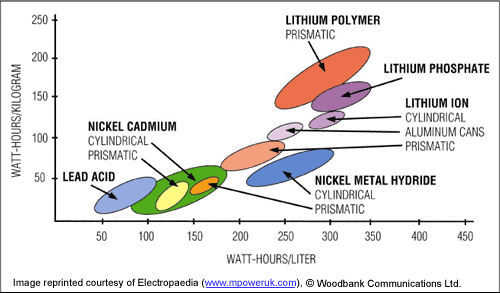 LITHIUM POLYMER
PRISMATIC
LITHIUM PHOSPHATE
LITHIUM ION
CYLINDRICAL
ALUMINUM CANS
PRISMATIC
NICKEL CADMIUM
CYLINDRICAL
PRISMATIC
LEAD ACID
NICKEL METAL HYDRIDE
CYLINDRICAL
PRISMATIC
WATT-HOURS/KILOGRAM
250
200
150
100
50
50
100
150
200
250
300
350
400
450
WATT-HOURS/LITER
Image reprinted courtesy of Electropaedia (www.mpoweruk.com), © Woodbank Communications Ltd.